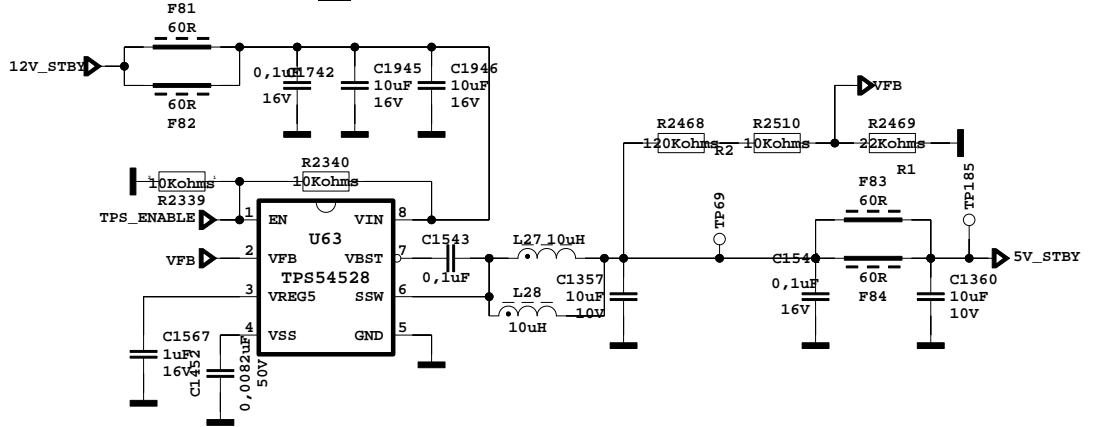 F81
60R
12V_STBY
60R
F82
0,1uF
C1742
16V
C1945
10uF
16V
C1946
10uF
16V
R2340
10Kohms
10Kohms
R2339
TPS_ENABLE
1
EN
VIN
8
U63
VFB
2
VFB
VBST
7
TPS54528
3
VREG5
SSW
6
4
VSS
GND
5
C1567
1uF
16V
C1452
0,0082uF
50V
C1543
0,1uF
L27
10uH
L28
10uH
C1357
10uF
10V
R2468
120Kohms
R2
R2510
10Kohms
VFB
R2469
22Kohms
R1
TP69
F83
60R
TP185
60R
F84
0,1uF
16V
C1360
10uF
10V
5V_STBY